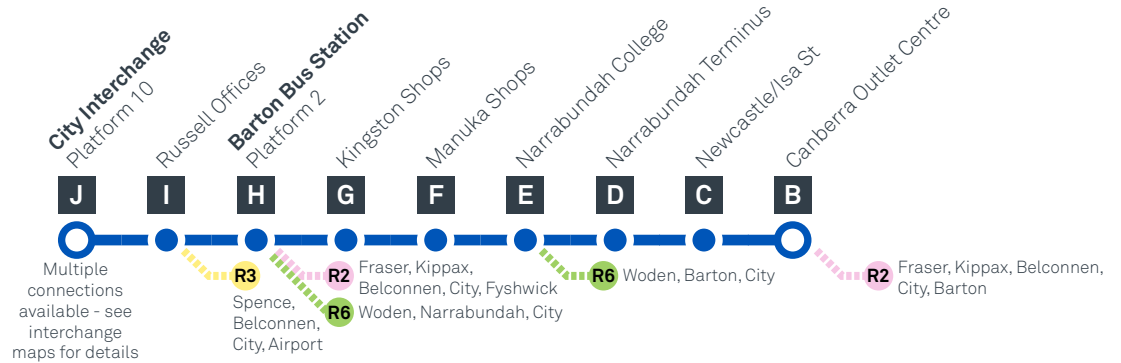 City Interchange
Platform 10
Russell Offices
Barton Bus Station
Platform 2
Kingston Shops
Manuka Shops
Narrabundah College
Narrabundah Terminus
Newcastle/Isa St
Canberra Outlet Centre
J
I
H
G
F
E
D
C
B
Multiple
connections
available - see
interchange
maps for details
R3
Spence,
Belconnen,
City, Airport
R2
Fraser, Kippax,
Belconnen, City, Fyshwick
R6
Woden, Narrabundah, City
R6
Woden, Barton, City
R2
Fraser, Kippax, Belconnen,
City, Barton